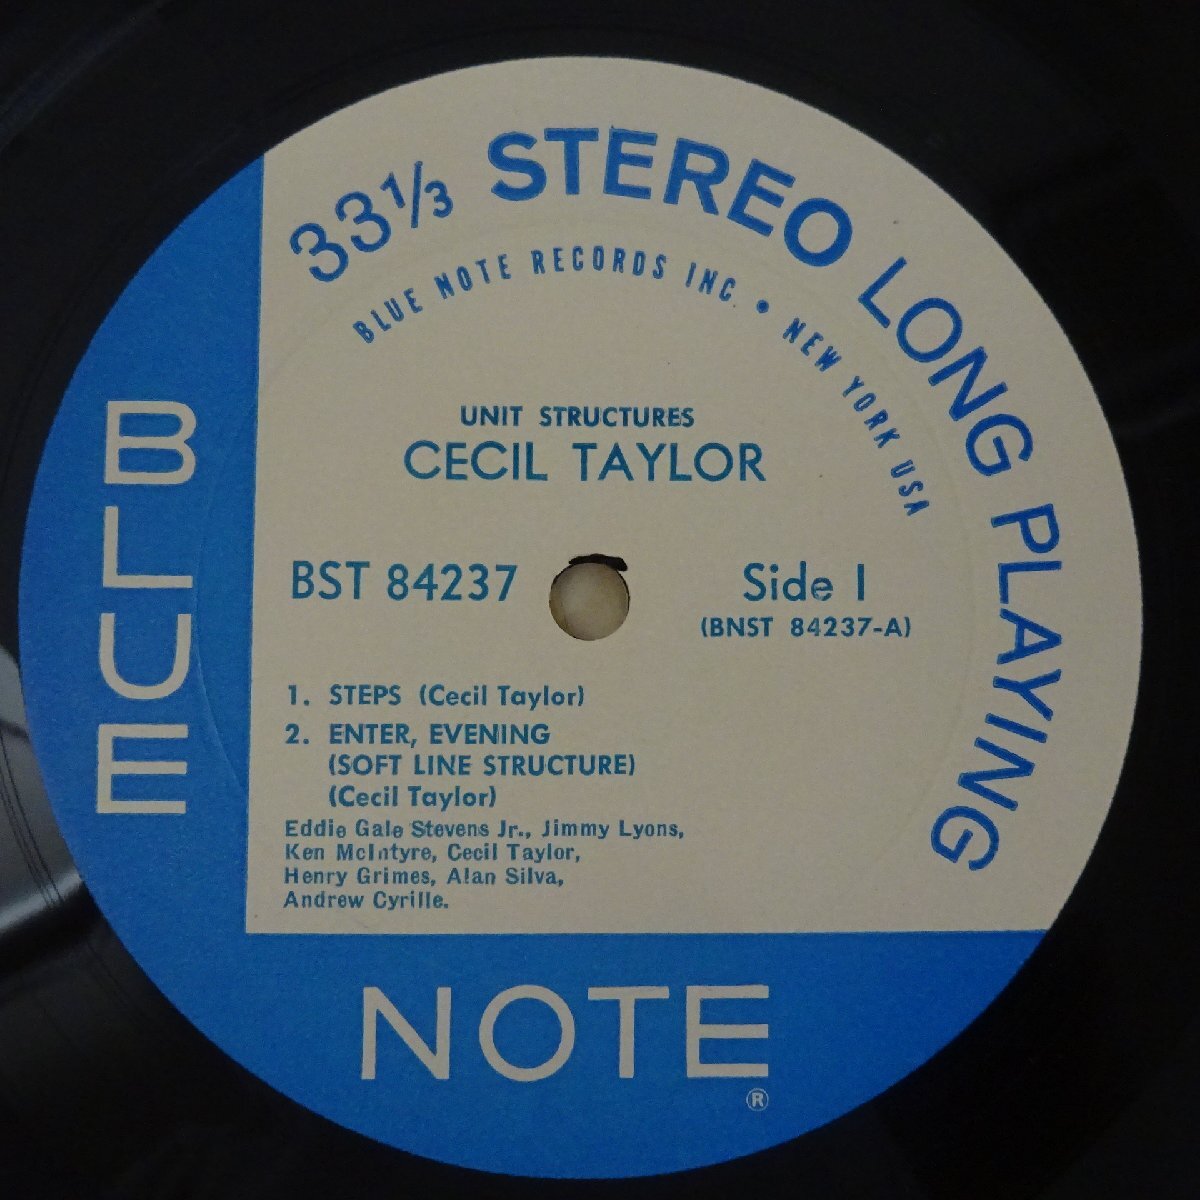 33⅓ STEREO LONG PLAYING
BLUE NOTE RECORDS INC. • NEW YORK USA
UNIT STRUCTURES
CECIL TAYLOR
BST 84237
Side 1
(BNST 84237-A)
1. STEPS (Cecil Taylor)
2. ENTER, EVENING
(SOFT LINE STRUCTURE)
(Cecil Taylor)
Eddie Gale Stevens Jr., Jimmy Lyons,
Ken McIntyre, Cecil Taylor,
Henry Grimes, Alan Silva,
Andrew Cyrille.
BLUE
NOTE
®